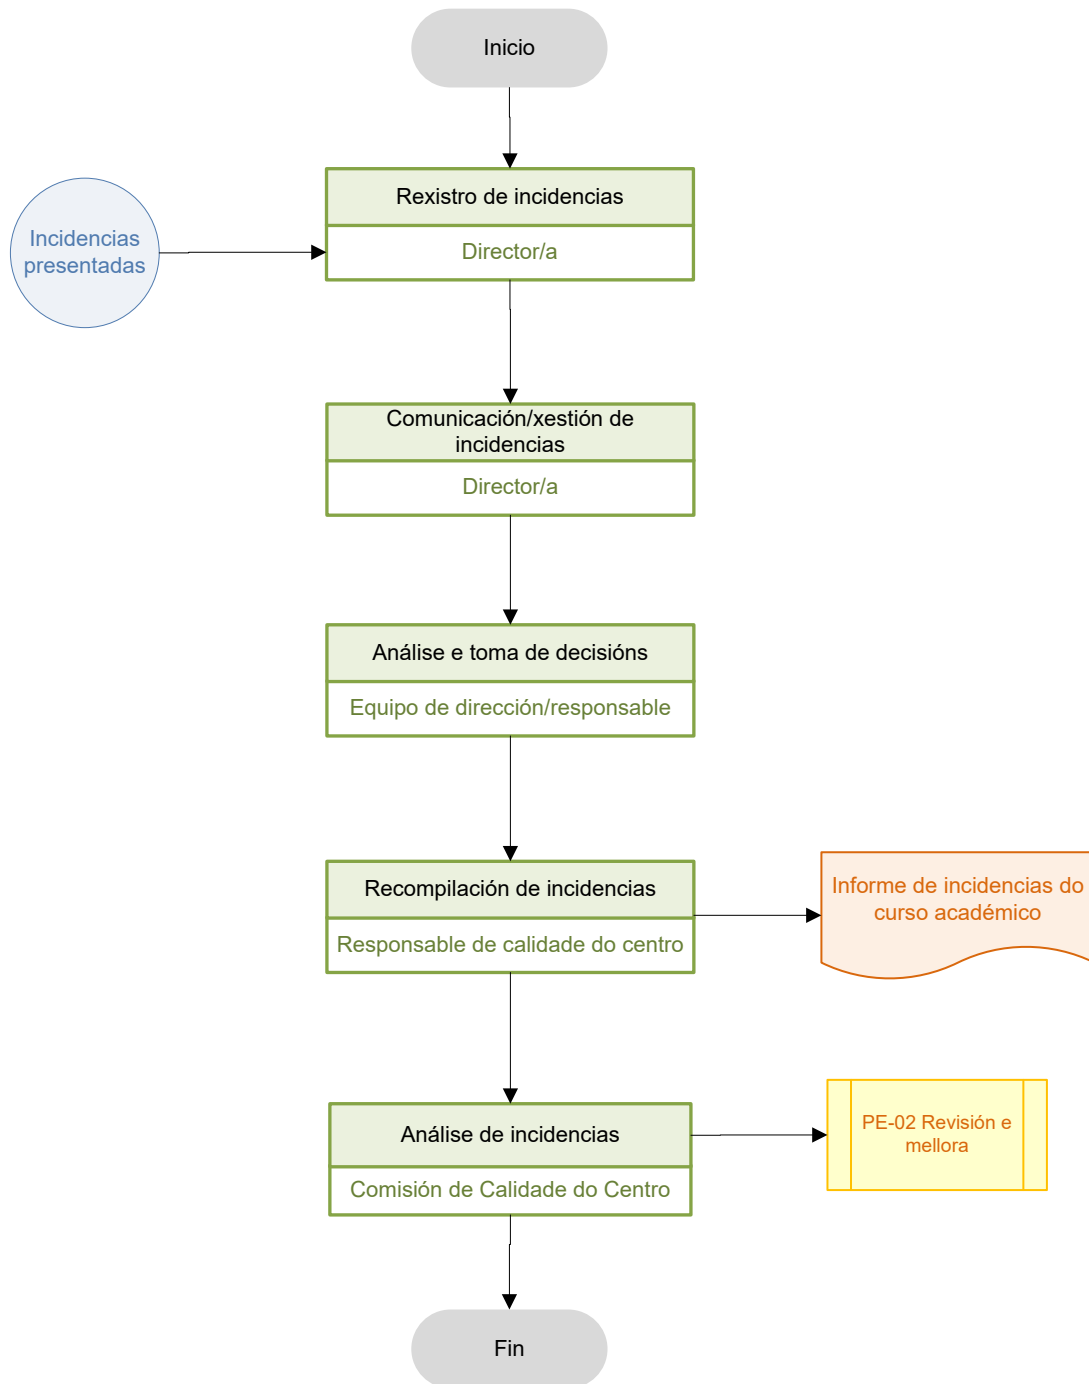 Inicio
Rexistro de incidencias
Director/a
Incidencias
presentadas
Comunicación/xestión de
incidencias
Director/a
Análise e toma de decisións
Equipo de dirección/responsable
Recompilación de incidencias
Responsable de calidade do centro
Informe de incidencias do
curso académico
Análise de incidencias
Comisión de Calidade do Centro
PE-02 Revisión e
mellora
Fin